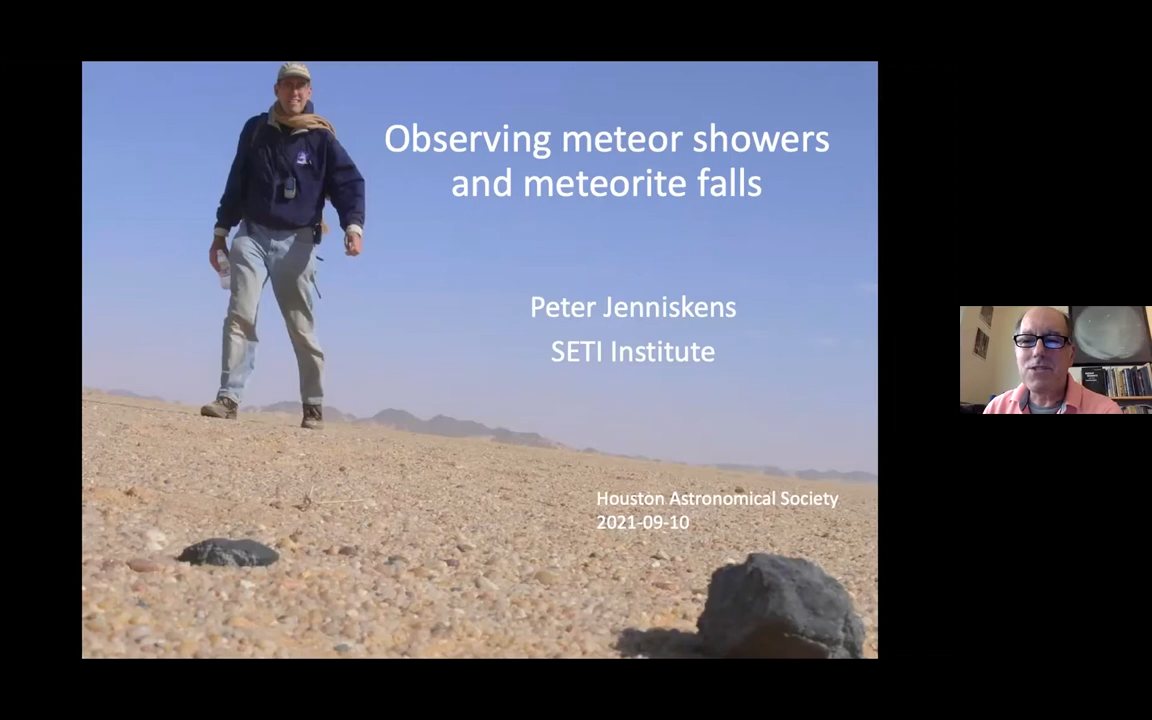 Observing meteor showers
and meteorite falls
Peter Jenniskens
SETI Institute
Houston Astronomical Society
2021-09-10